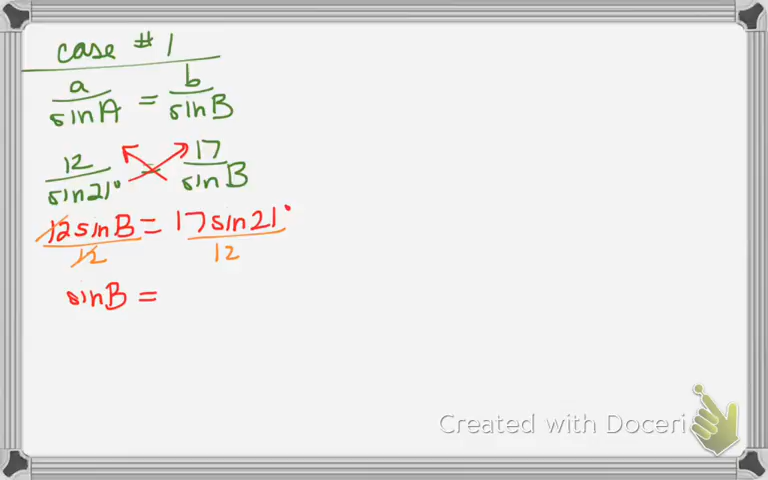 case #1
a/sinA = b/sinB
12/sin21° = 17/sinB
12sinB/12 = 17sin21°/12
sinB =
Created with Doceri